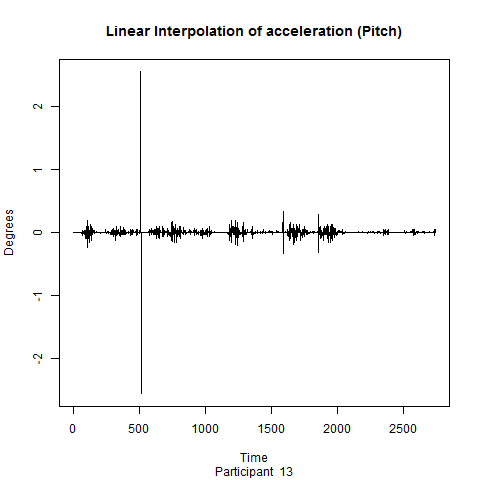 Linear Interpolation of acceleration (Pitch)
Degrees
2
1
0
-1
-2
0 500 1000 1500 2000 2500
Time
Participant 13